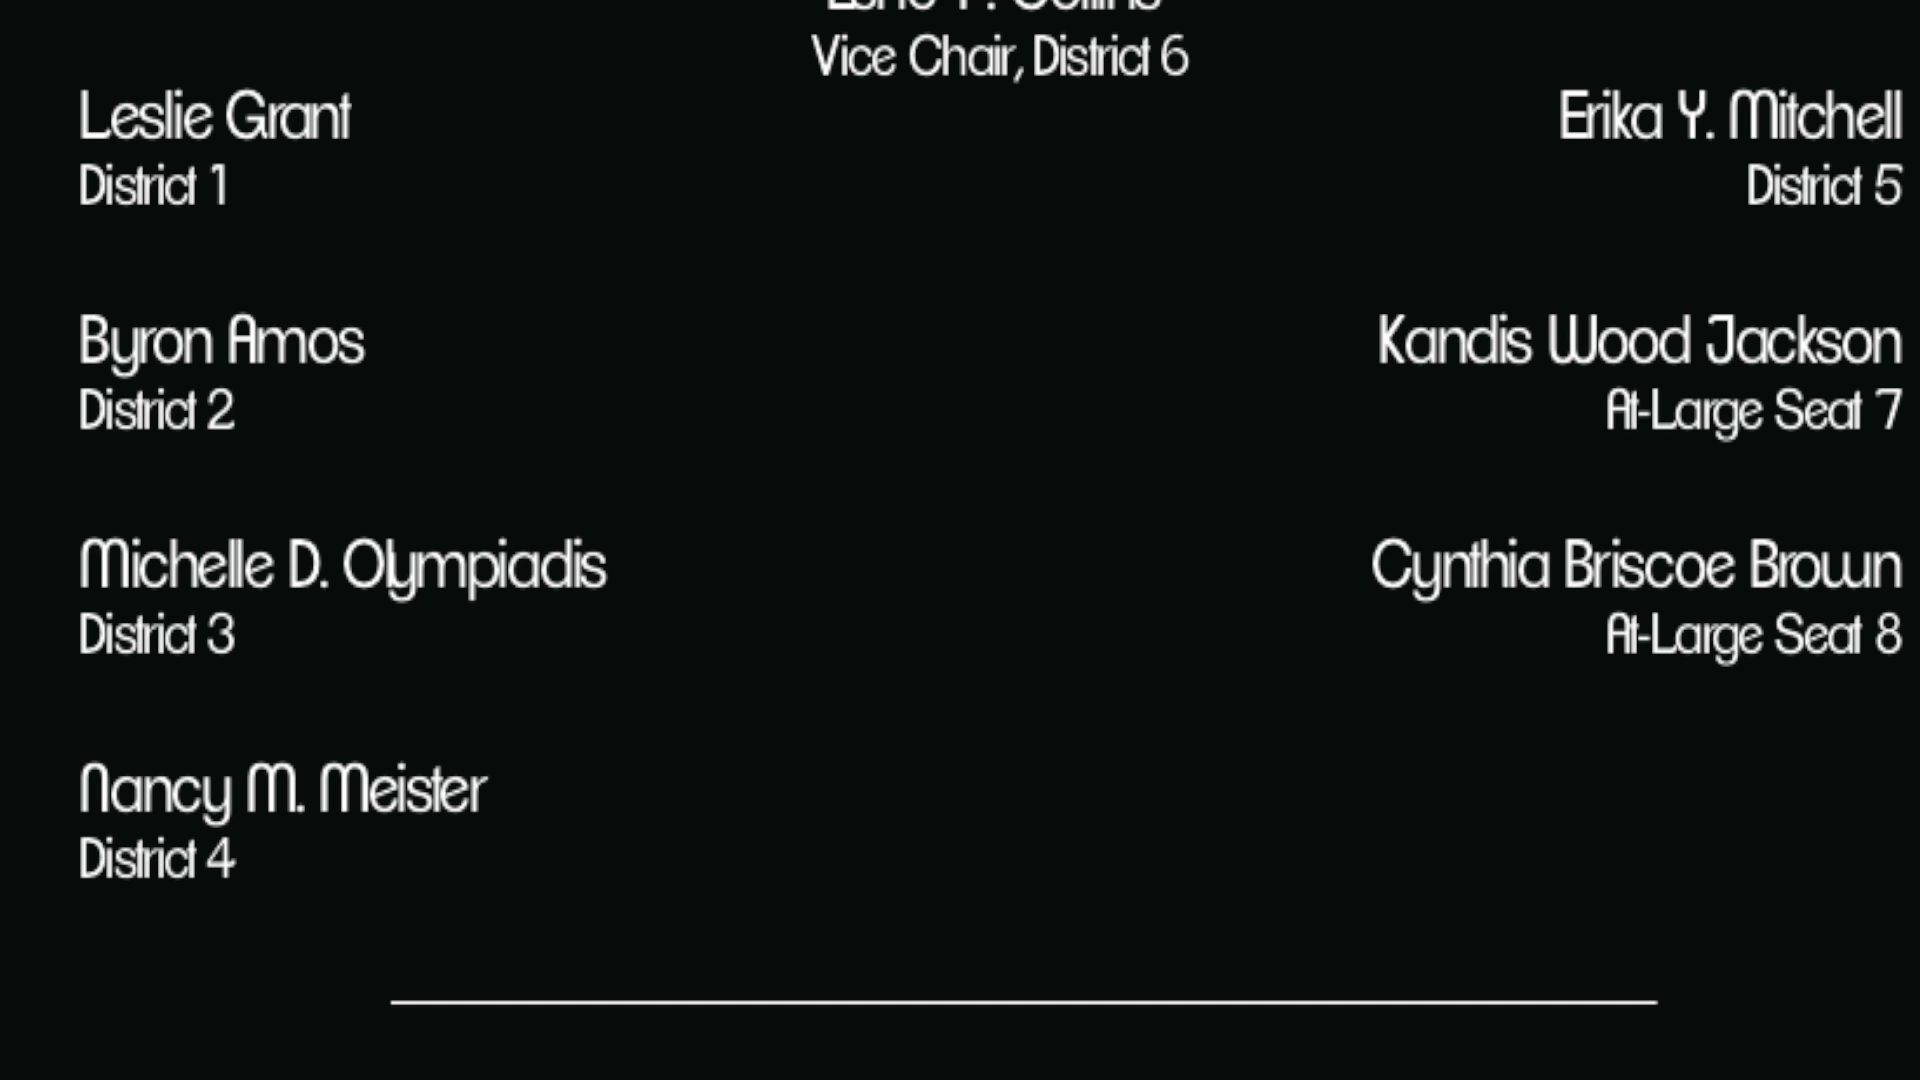 Vice Chair, District 6
Leslie Grant
District 1
Erika Y. Mitchell
District 5
Byron Amos
District 2
Kandis Wood Jackson
At-Large Seat 7
Michelle D. Olympiadis
District 3
Cynthia Briscoe Brown
At-Large Seat 8
Nancy M. Meister
District 4